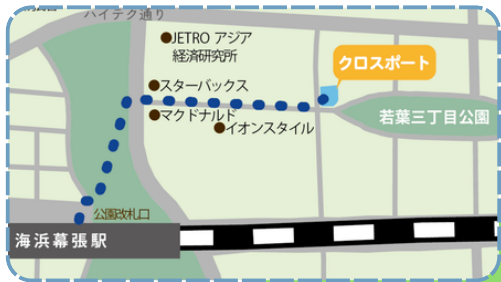 ハイテク通り
JETRO アジア
経済研究所
クロスポート
スターバックス
マクドナルド
イオンスタイル
若葉三丁目公園
公園改札口
海浜幕張駅